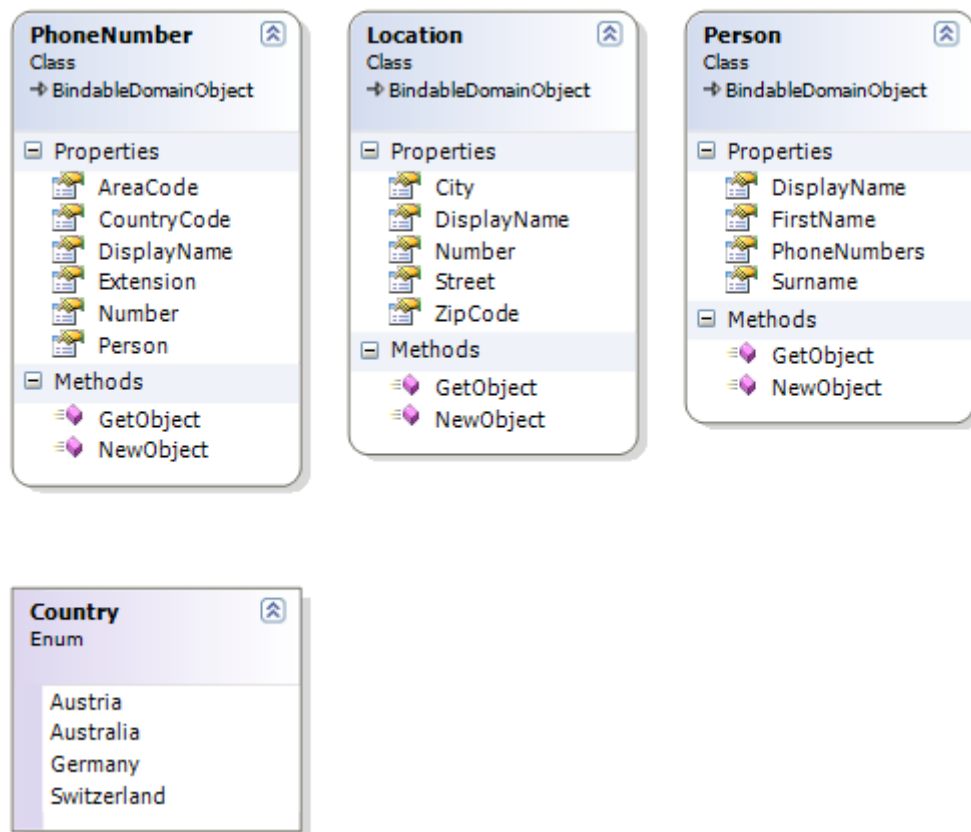 PhoneNumber
Class
BindableDomainObject
Properties
AreaCode
CountryCode
DisplayName
Extension
Number
Person
Methods
GetObject
NewObject
Location
Class
BindableDomainObject
Properties
City
DisplayName
Number
Street
ZipCode
Methods
GetObject
NewObject
Person
Class
BindableDomainObject
Properties
DisplayName
FirstName
PhoneNumbers
Surname
Methods
GetObject
NewObject
Country
Enum
Austria
Australia
Germany
Switzerland